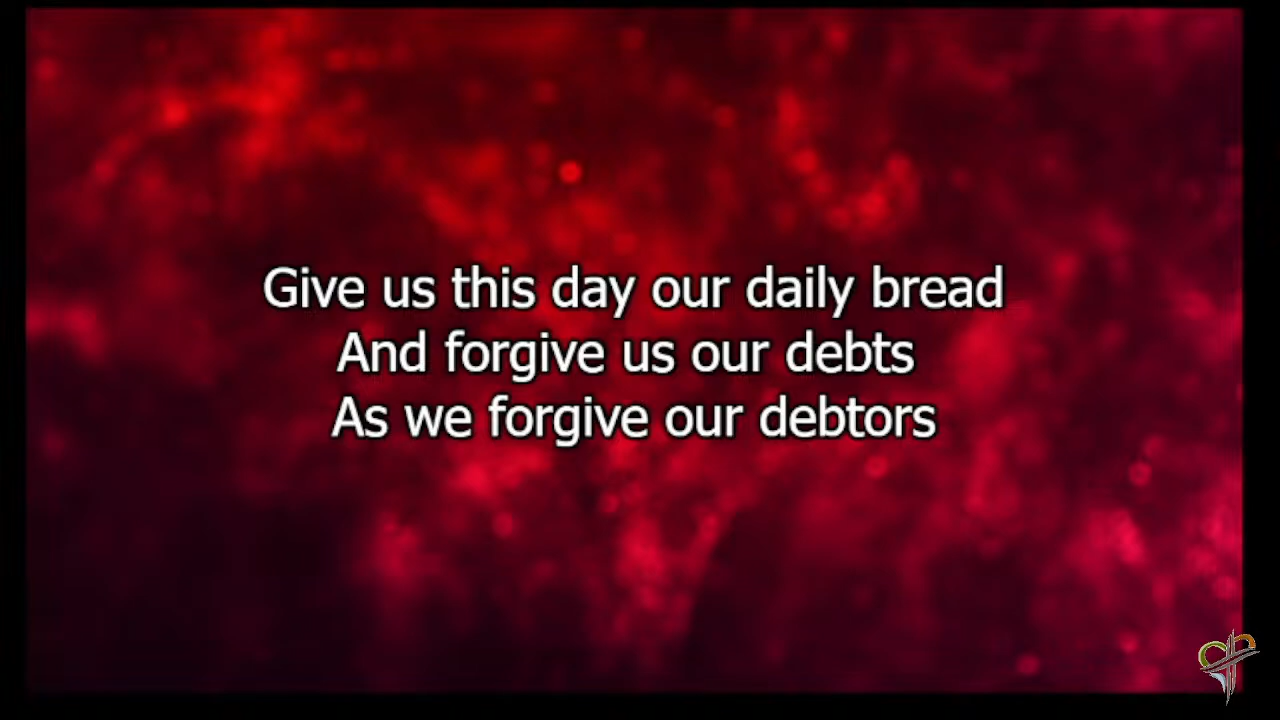 Give us this day our daily bread
And forgive us our debts
As we forgive our debtors